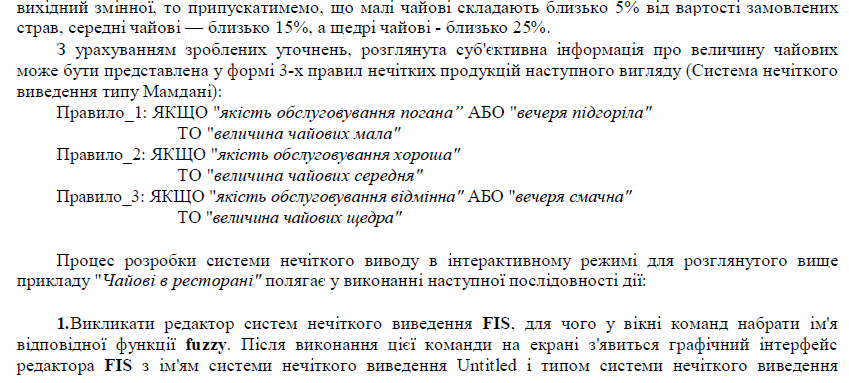 вихідний змінної, то припускатимемо, що малі чайові складають близько 5% від вартості замовлених
страв, середні чайові — близько 15%, а щедрі чайові - близько 25%.
З урахуванням зроблених уточнень, розглянута суб'єктивна інформація про величину чайових
може бути представлена у формі 3-х правил нечітких продукцій наступного вигляду (Система нечіткого
виведення типу Мамдані):
Правило_1: ЯКЩО "якість обслуговування погана” АБО "вечеря підгоріла"
ТО "величина чайових мала"
Правило_2: ЯКЩО "якість обслуговування хороша"
ТО "величина чайових середня"
Правило_3: ЯКЩО "якість обслуговування відмінна" АБО "вечеря смачна"
ТО "величина чайових щедра"
Процес розробки системи нечіткого виводу в інтерактивному режимі для розглянутого вище
прикладу "Чайові в ресторані" полягає у виконанні наступної послідовності дії:
1.Викликати редактор систем нечіткого виведення FIS, для чого у вікні команд набрати ім'я
відповідної функції fuzzy. Після виконання цієї команди на екрані з'явиться графічний інтерфейс
редактора FIS з ім'ям системи нечіткого виведення Untitled і типом системи нечіткого виведення